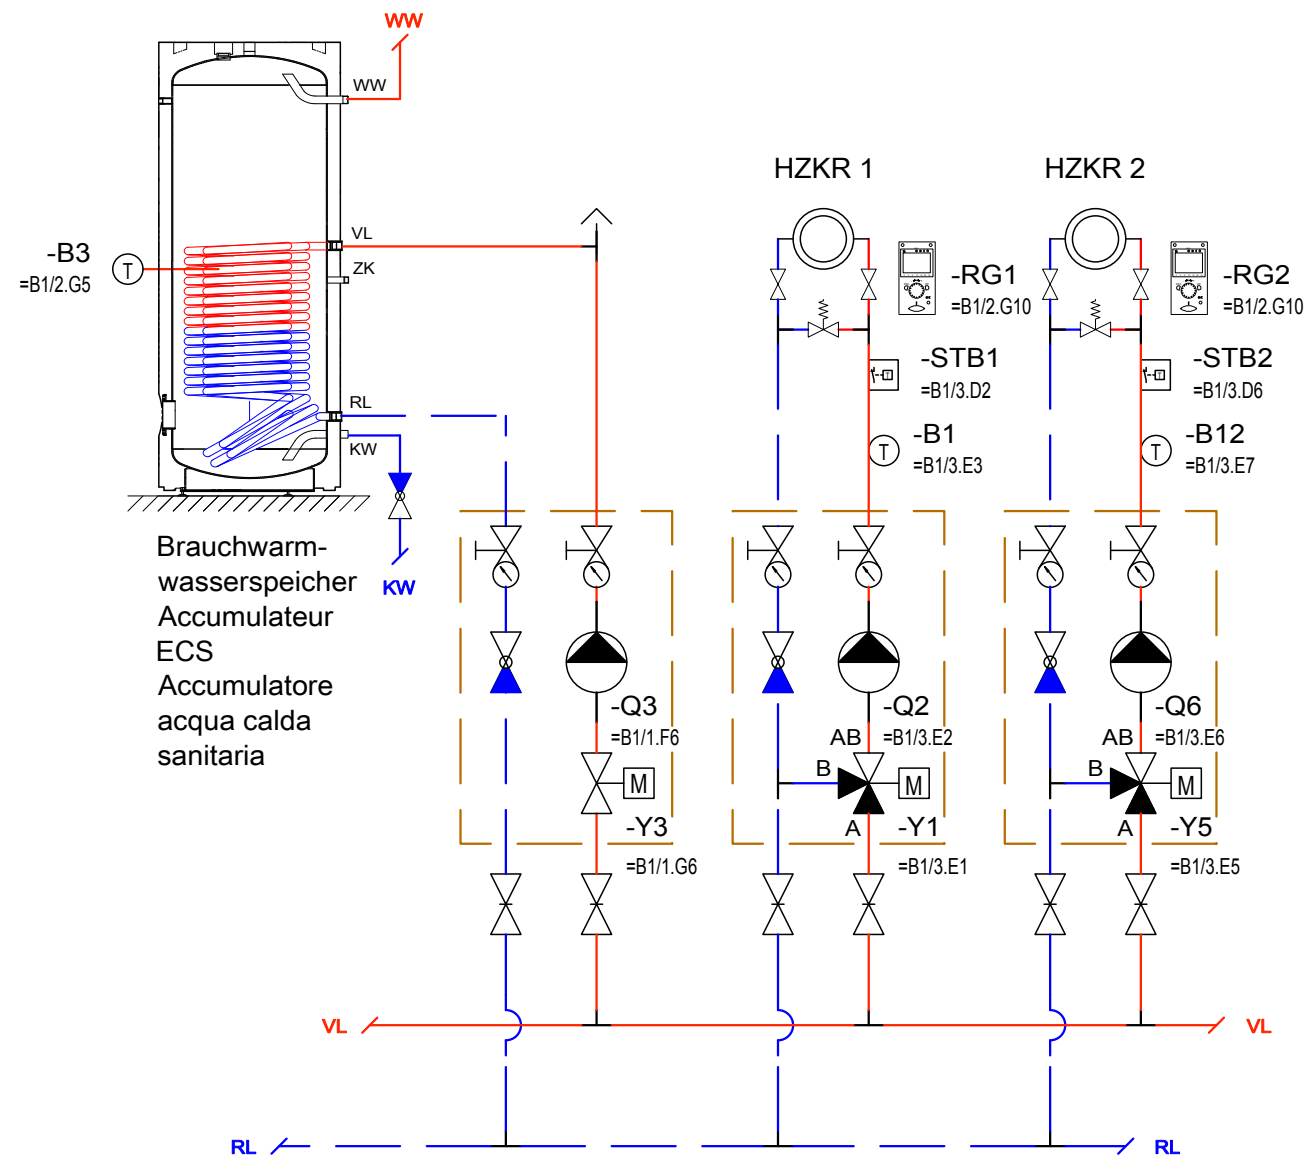 WW
WW
HZKR 1
HZKR 2
VL
-B3
T
=B1/2.G5
ZK
-RG1
=B1/2.G10
-RG2
=B1/2.G10
-STB1
=B1/3.D2
-STB2
=B1/3.D6
RL
KW
-B1
T
=B1/3.E3
-B12
T
=B1/3.E7
Brauchwarm-
wasserspeicher
Accumulateur
ECS
Accumulatore
acqua calda
sanitaria
KW
-Q3
=B1/1.F6
-Q2
=B1/3.E2
-Q6
=B1/3.E6
AB
B
M
A
AB
B
M
A
M
-Y3
=B1/1.G6
-Y1
=B1/3.E1
-Y5
=B1/3.E5
VL
VL
RL
RL